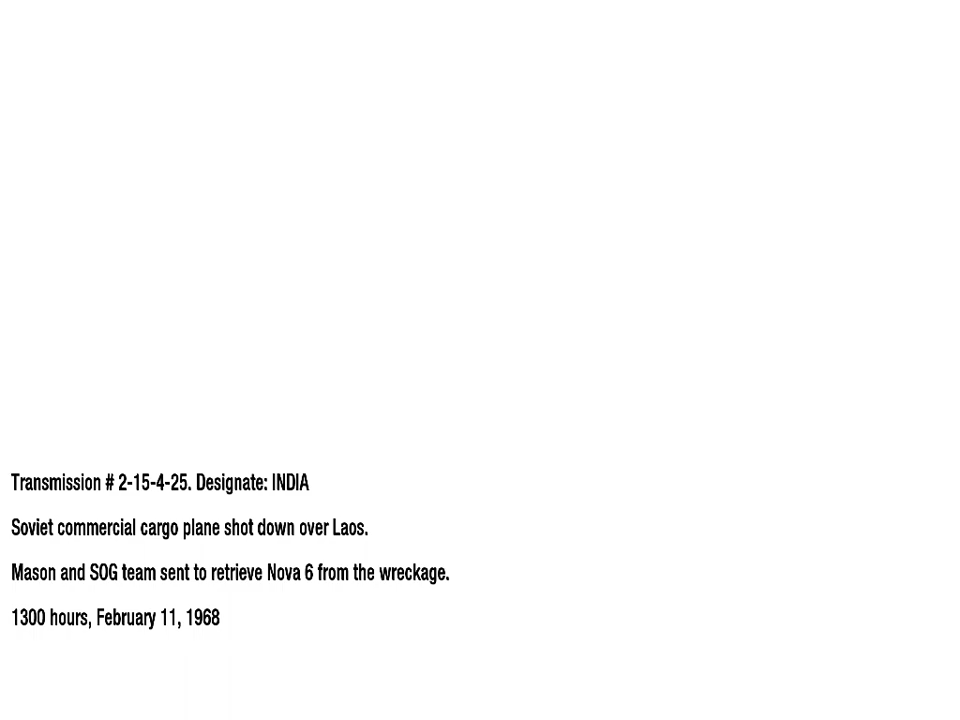 Transmission # 2-15-4-25. Designate: INDIA
Soviet commercial cargo plane shot down over Laos.
Mason and SOG team sent to retrieve Nova 6 from the wreckage.
1300 hours, February 11, 1968